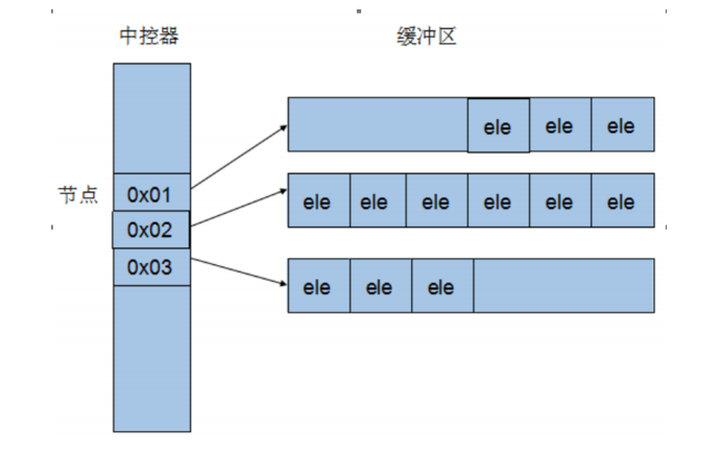 中控器
缓冲区
ele ele ele
节点
0x01
ele ele ele ele ele ele
0x02
0x03
ele ele ele